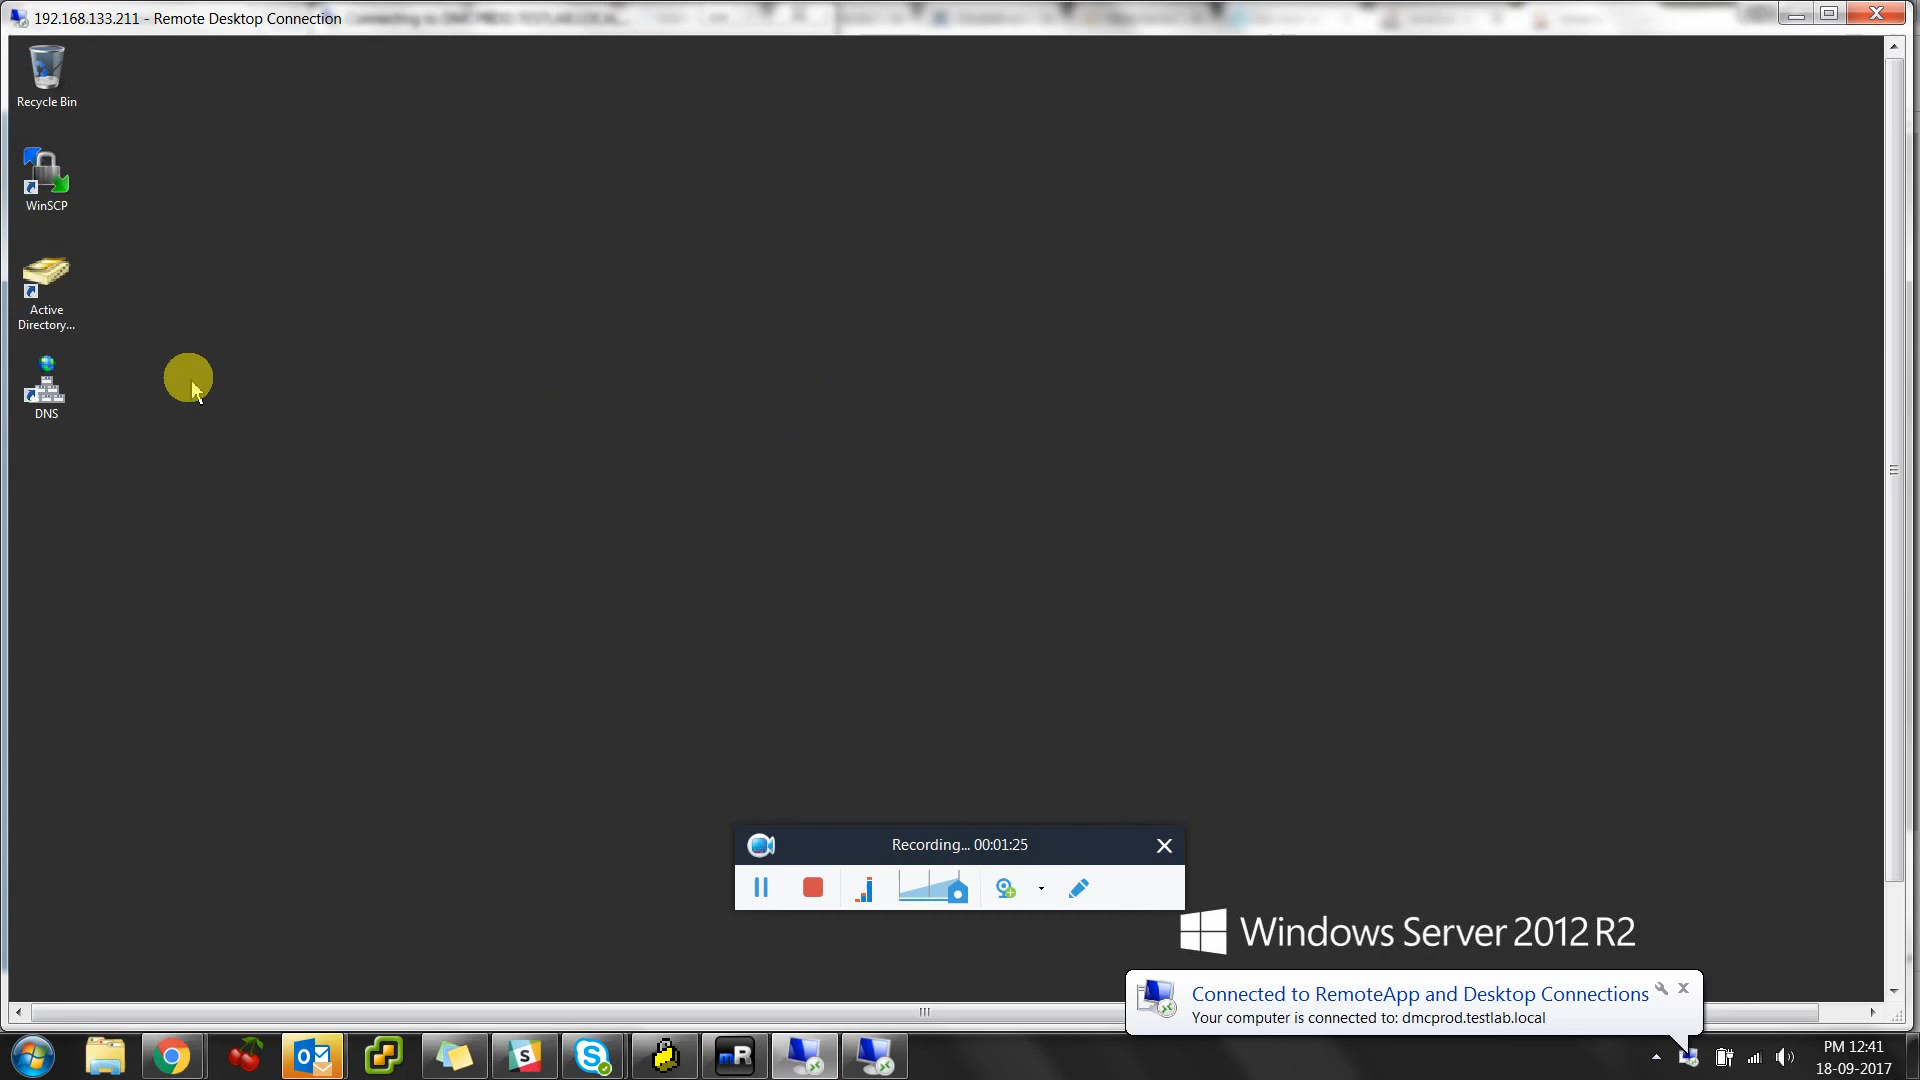 192.168.133.211 - Remote Desktop Connection
Recycle Bin
WinSCP
Active
Directory...
DNS
Recording... 00:01:25
Windows Server 2012 R2
Connected to RemoteApp and Desktop Connections
Your computer is connected to: dmcprod.testlab.local
PM 12:41
18-09-2017